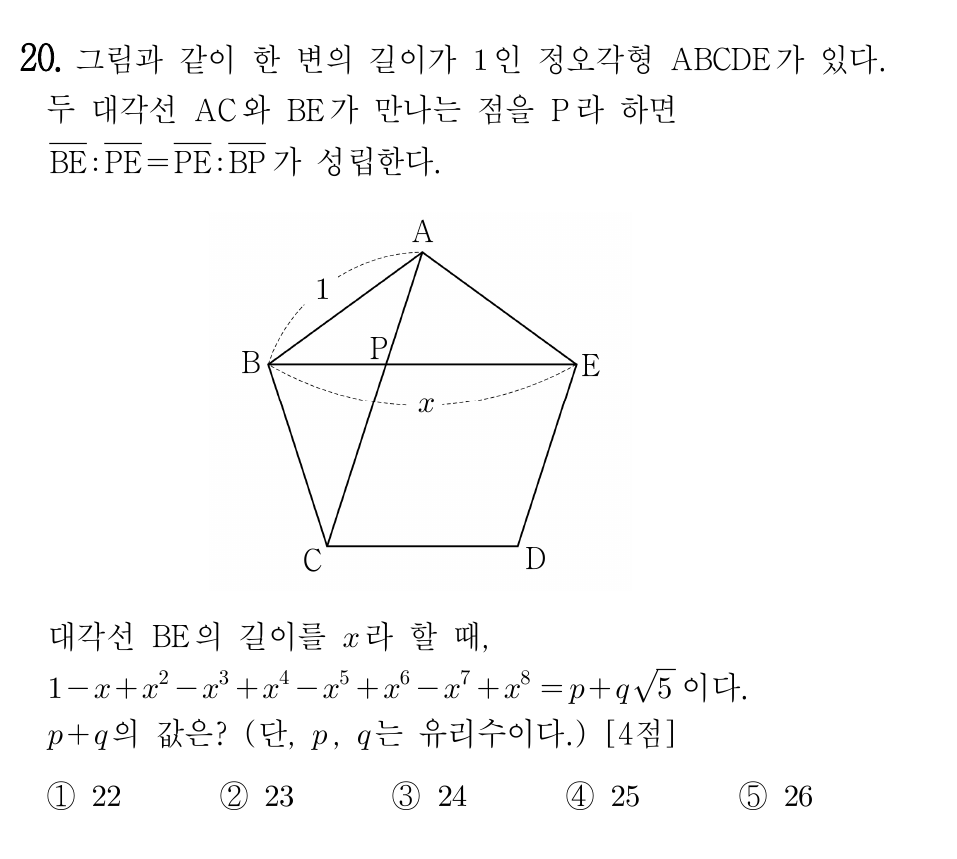 20. 그림과 같이 한 변의 길이가 1인 정오각형 ABCDE가 있다.
두 대각선 AC와 BE가 만나는 점을 P라 하면
$\overline{BE}:\overline{PE}=\overline{PE}:\overline{BP}$가 성립한다.
A
1
B
P
E
x
C
D
대각선 BE의 길이를 x라 할 때,
$1-x+x^2-x^3+x^4-x^5+x^6-x^7+x^8=p+q\sqrt{5}$이다.
p+q의 값은? (단, p, q는 유리수이다.) [4점]
① 22 ② 23 ③ 24 ④ 25 ⑤ 26